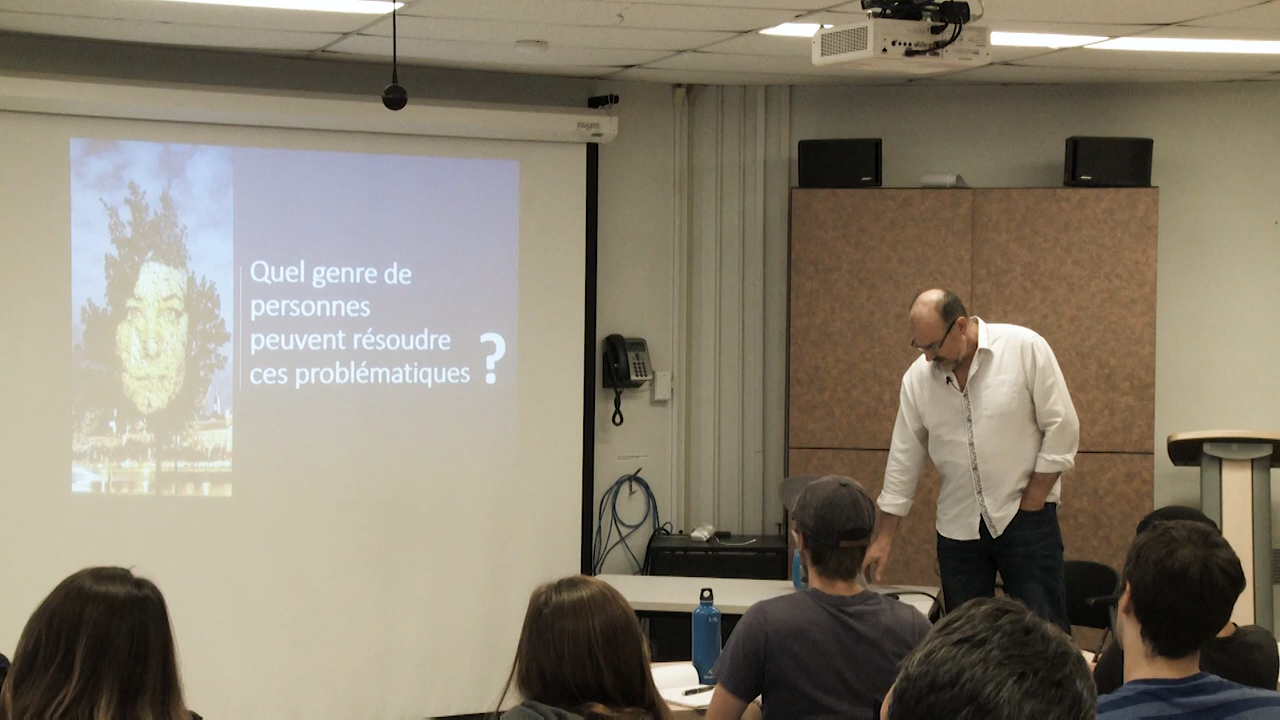 Quel genre de
personnes
peuvent résoudre
ces problématiques ?